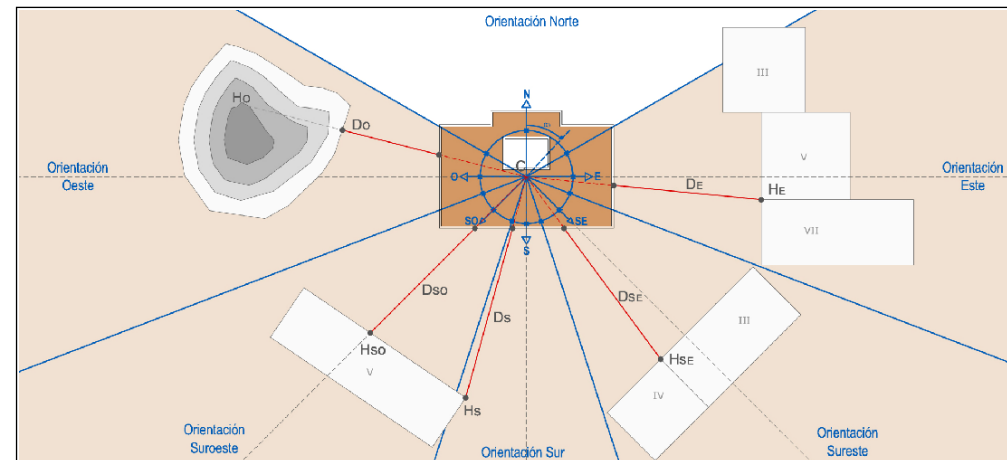 Orientación Norte
Ho
Do
III
N
C
V
Orientación
Oeste
O
E
Orientación
Este
DE
HE
SO
SE
S
VII
Dso
Ds
DsE
III
Hso
V
HsE
Hs
IV
Orientación
Suroeste
Orientación Sur
Orientación
Sureste